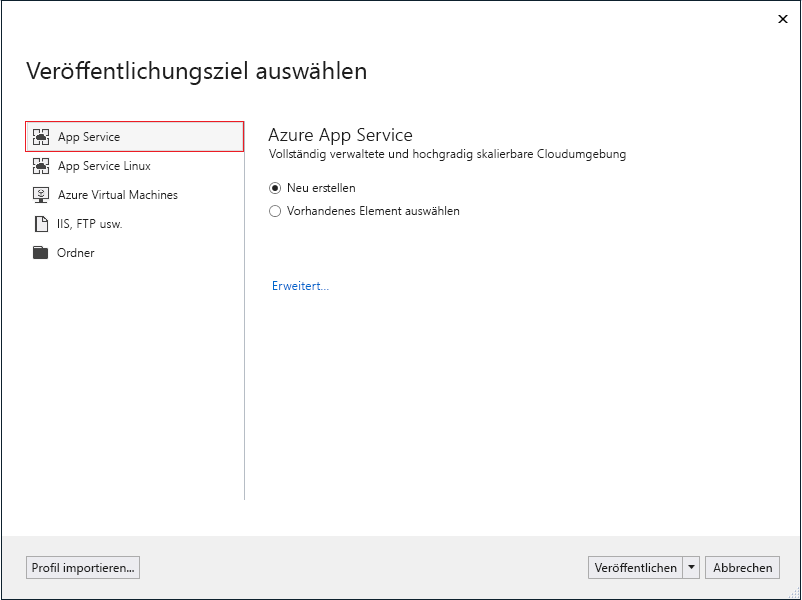 Veröffentlichungsziel auswählen
App Service
App Service Linux
Azure Virtual Machines
IIS, FTP usw.
Ordner
Azure App Service
Vollständig verwaltete und hochgradig skalierbare Cloudumgebung
Neu erstellen
Vorhandenes Element auswählen
Erweitert...
Profil importieren...
Veröffentlichen
Abbrechen